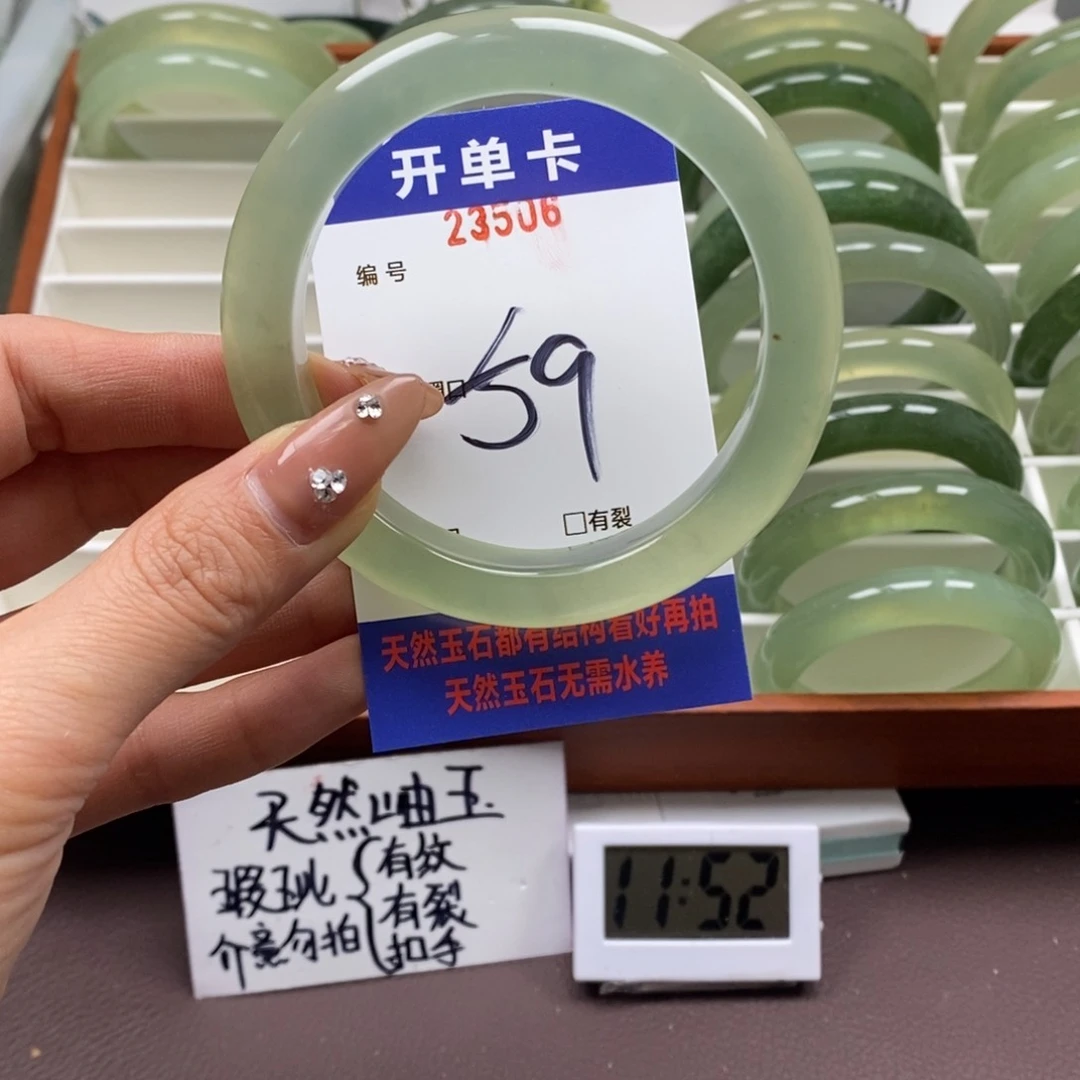 开单卡
23506
编号
59
□有裂
天然玉石都有结构看好再拍
天然玉石无需水养
天然岫玉
瑕玼 有纹
有裂
介意勿拍 扣手
11:52